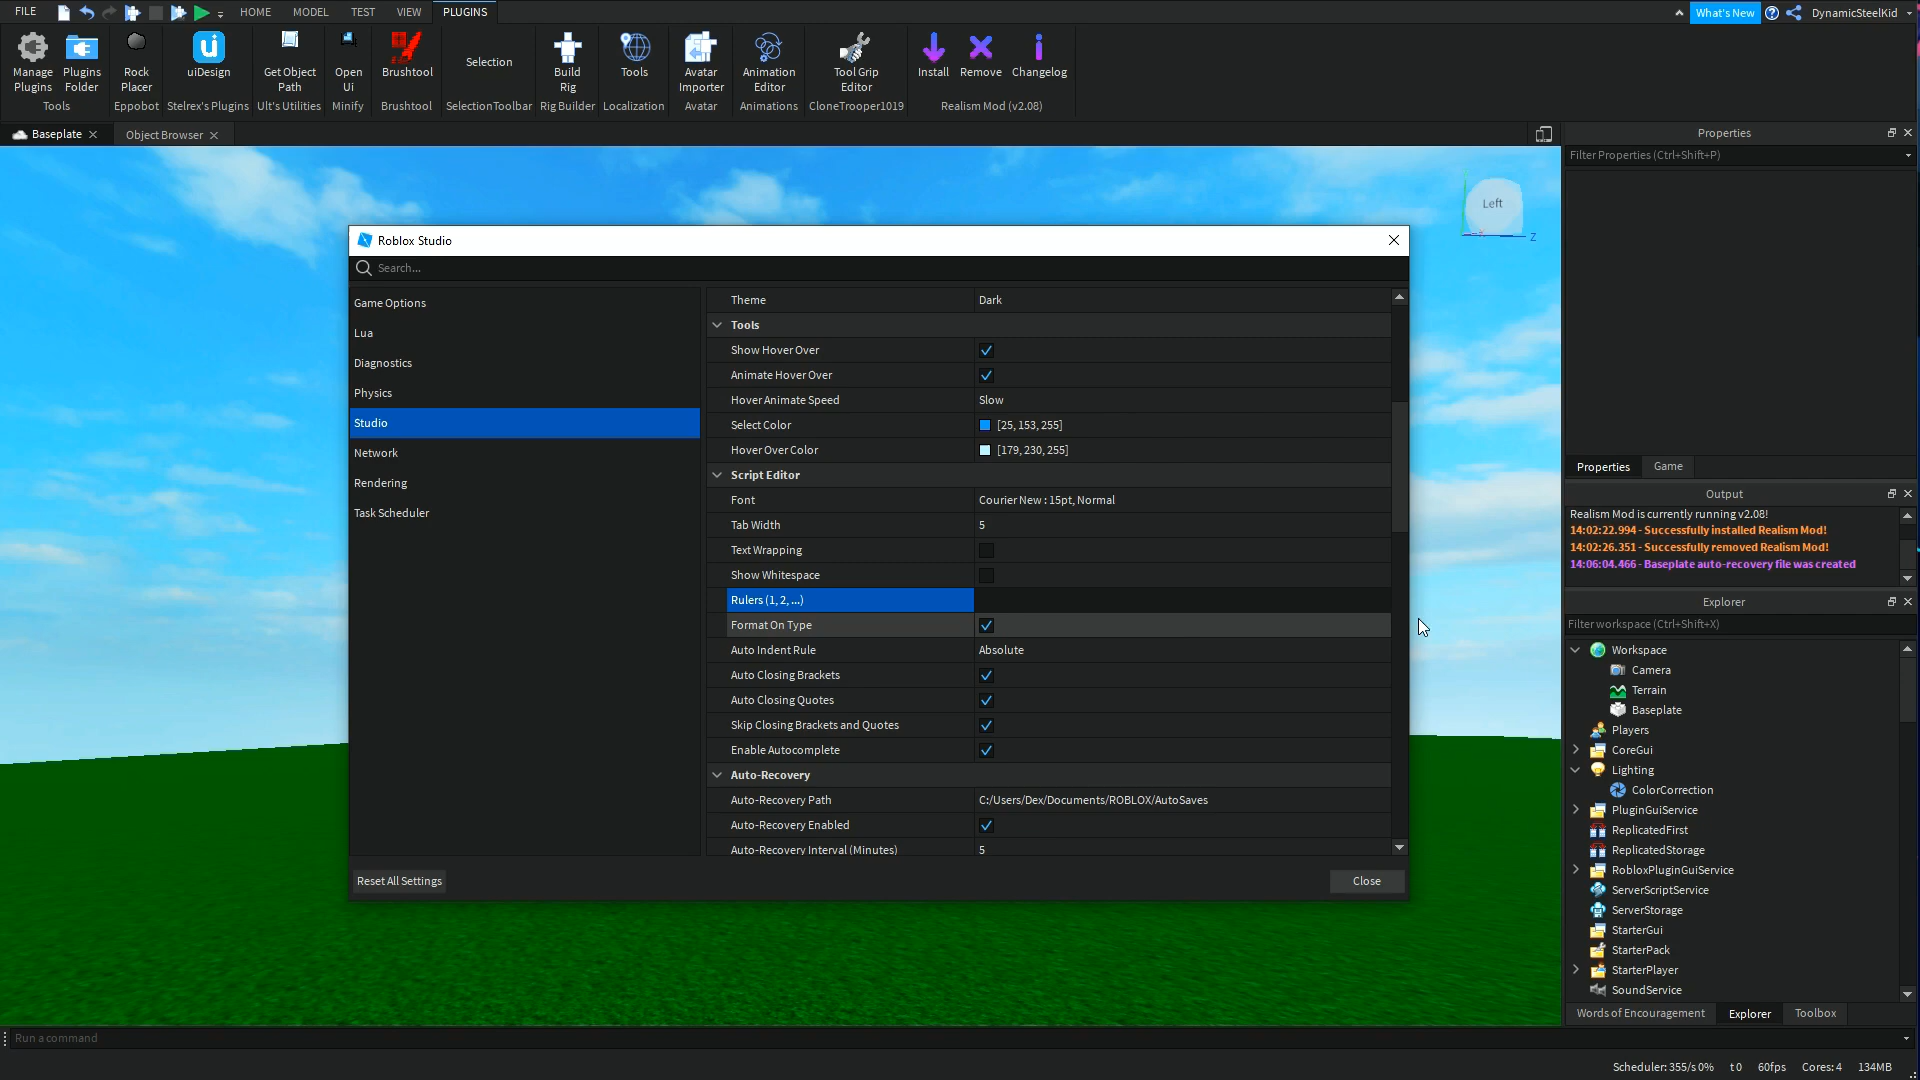 FILE HOME MODEL TEST VIEW PLUGINS What's New DynamicSteelKid
Manage Plugins
Plugins Folder
Tools
Rock Placer
Eppobot
uiDesign
Stelrex's Plugins
Get Object Path
Ult's Utilities
Open Ui
Minify
Brushtool
Brushtool
Selection
SelectionToolbar
Build Rig
Rig Builder
Tools
Localization
Avatar Importer
Avatar
Animation Editor
Animations
Tool Grip Editor
CloneTrooper1019
Install Remove Changelog
Realism Mod (v2.08)
Baseplate Object Browser
Left
Z
Roblox Studio
Search...
Game Options
Lua
Diagnostics
Physics
Studio
Network
Rendering
Task Scheduler
Theme Dark
Tools
Show Hover Over
Animate Hover Over
Hover Animate Speed Slow
Select Color [25, 153, 255]
Hover Over Color [179, 230, 255]
Script Editor
Font Courier New : 15pt, Normal
Tab Width 5
Text Wrapping
Show Whitespace
Rulers (1, 2, ...)
Format On Type
Auto Indent Rule Absolute
Auto Closing Brackets
Auto Closing Quotes
Skip Closing Brackets and Quotes
Enable Autocomplete
Auto-Recovery
Auto-Recovery Path C:/Users/Dex/Documents/ROBLOX/AutoSaves
Auto-Recovery Enabled
Auto-Recovery Interval (Minutes) 5
Reset All Settings Close
Properties
Filter Properties (Ctrl+Shift+P)
Properties Game
Output
Realism Mod is currently running v2.08!
14:02:22.994 - Successfully installed Realism Mod!
14:02:26.351 - Successfully removed Realism Mod!
14:06:04.466 - Baseplate auto-recovery file was created
Explorer
Filter workspace (Ctrl+Shift+X)
Workspace
Camera
Terrain
Baseplate
Players
CoreGui
Lighting
ColorCorrection
PluginGuiService
ReplicatedFirst
ReplicatedStorage
RobloxPluginGuiService
ServerScriptService
ServerStorage
StarterGui
StarterPack
StarterPlayer
SoundService
Words of Encouragement Explorer Toolbox
Run a command
Scheduler: 355/s 0% t 0 60fps Cores: 4 134MB